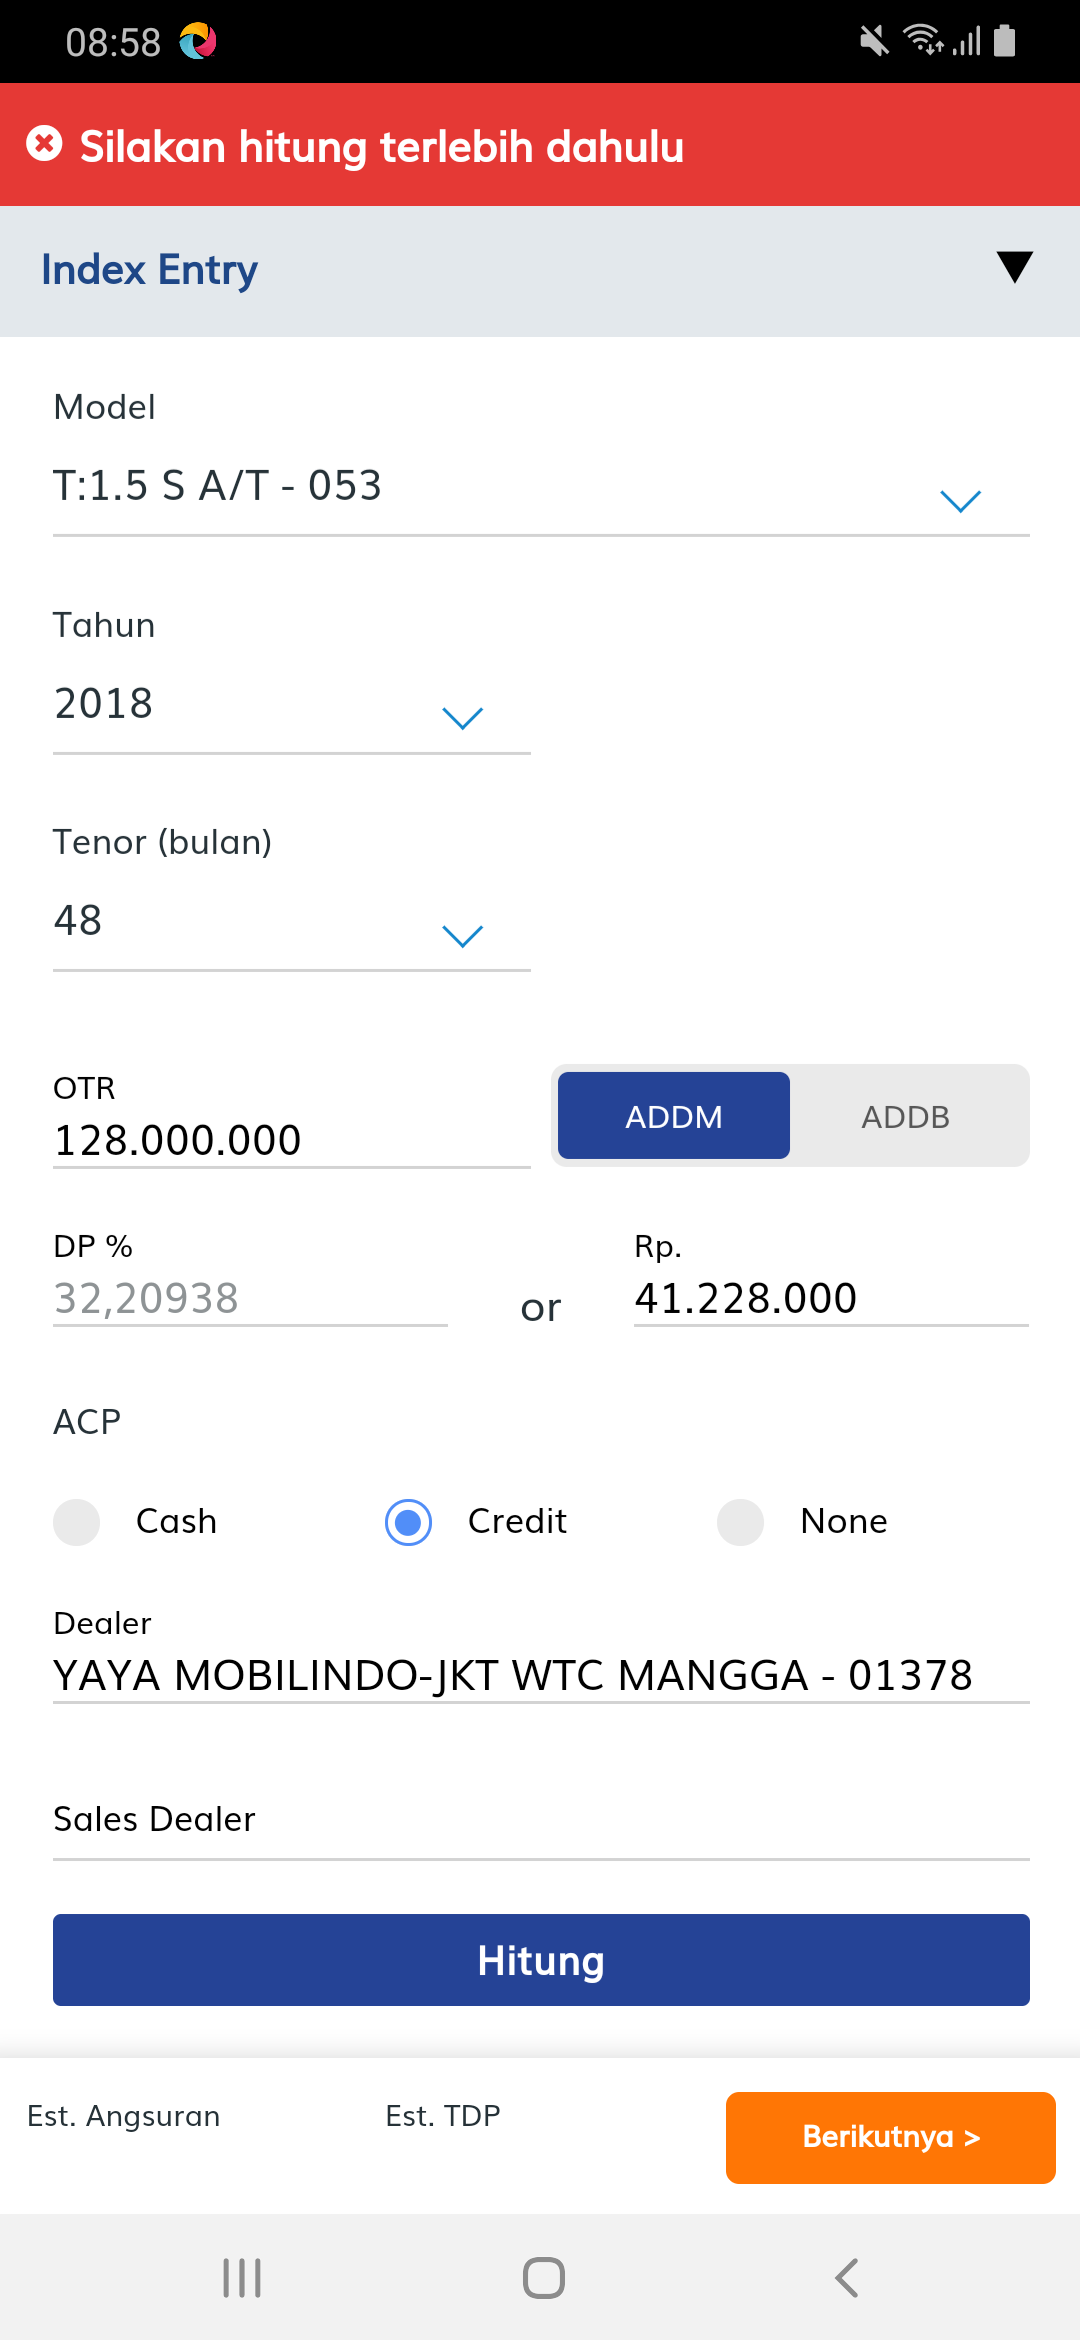 08:58
Silakan hitung terlebih dahulu
Index Entry
Model
T:1.5 S A/T - 053
Tahun
2018
Tenor (bulan)
48
OTR
128.000.000
ADDM ADDB
DP %
32,20938
or
Rp.
41.228.000
ACP
Cash Credit None
Dealer
YAYA MOBILINDO-JKT WTC MANGGA - 01378
Sales Dealer
Hitung
Est. Angsuran Est. TDP Berikutnya >